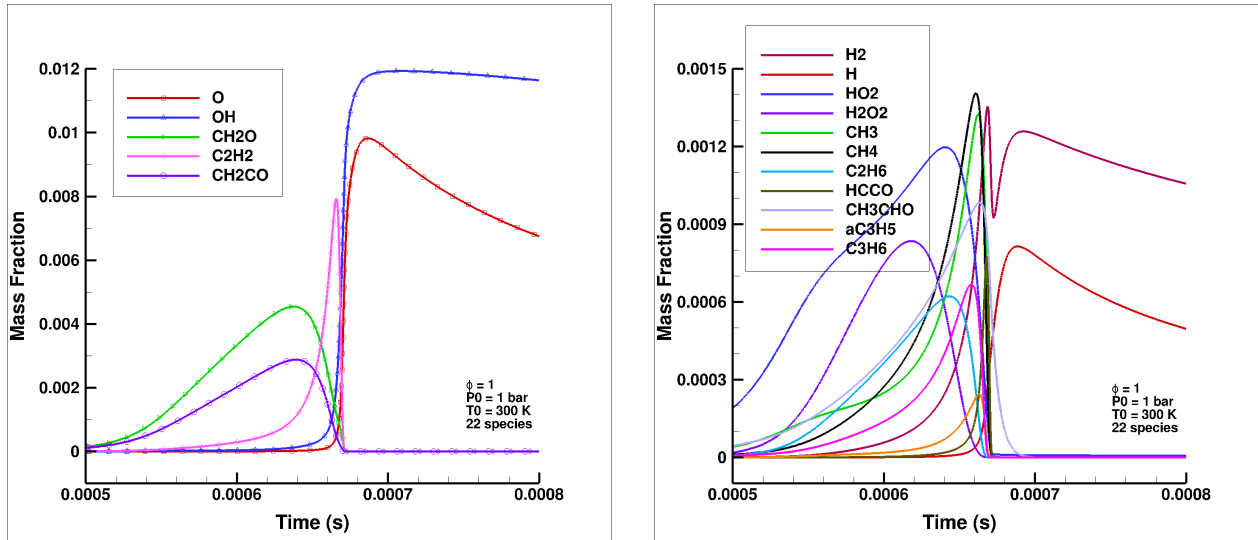 0.012
0.01
0.008
0.006
0.004
0.002
0
Mass Fraction
O
OH
CH2O
C2H2
CH2CO
ϕ = 1
P0 = 1 bar
T0 = 300 K
22 species
0.0005
0.0006
0.0007
0.0008
Time (s)
0.0015
0.0012
0.0009
0.0006
0.0003
0
Mass Fraction
H2
H
HO2
H2O2
CH3
CH4
C2H6
HCCO
CH3CHO
aC3H5
C3H6
ϕ = 1
P0 = 1 bar
T0 = 300 K
22 species
0.0005
0.0006
0.0007
0.0008
Time (s)